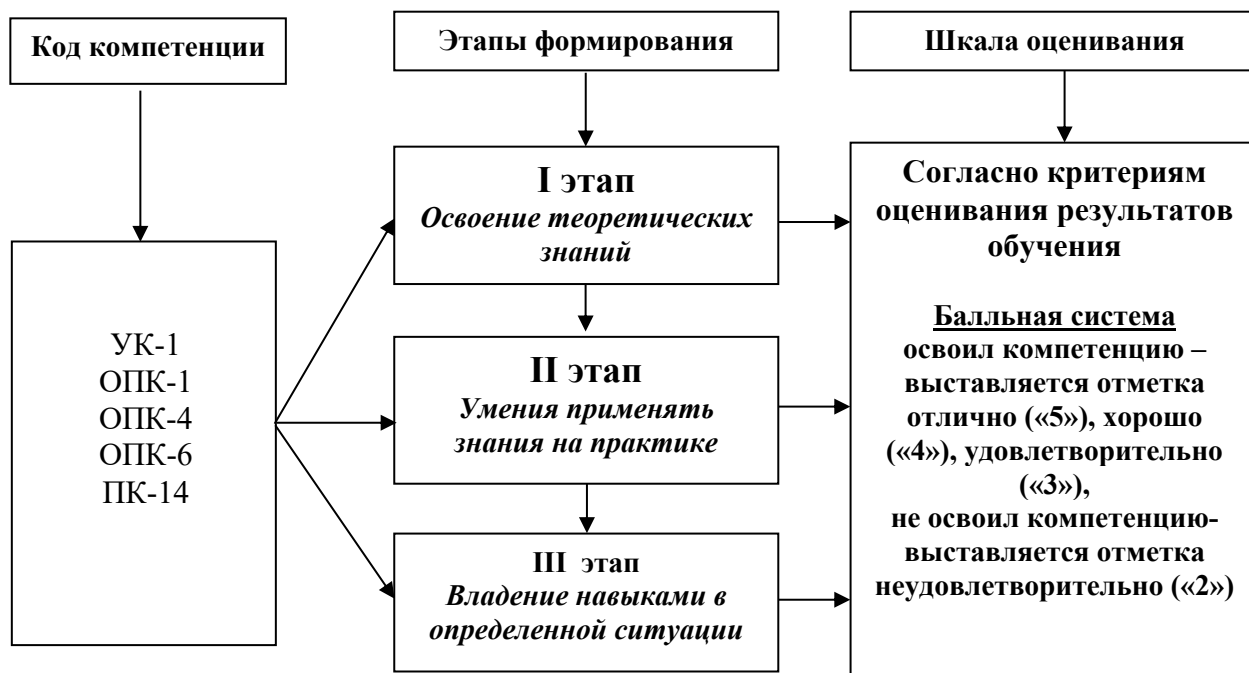 Код компетенции
Этапы формирования
Шкала оценивания
УК-1
ОПК-1
ОПК-4
ОПК-6
ПК-14
I этап
Освоение теоретических
знаний
II этап
Умения применять
знания на практике
III этап
Владение навыками в
определенной ситуации
Согласно критериям
оценивания результатов
обучения
Балльная система
освоил компетенцию –
выставляется отметка
отлично («5»), хорошо
(«4»), удовлетворительно
(«3»),
не освоил компетенцию-
выставляется отметка
неудовлетворительно («2»)